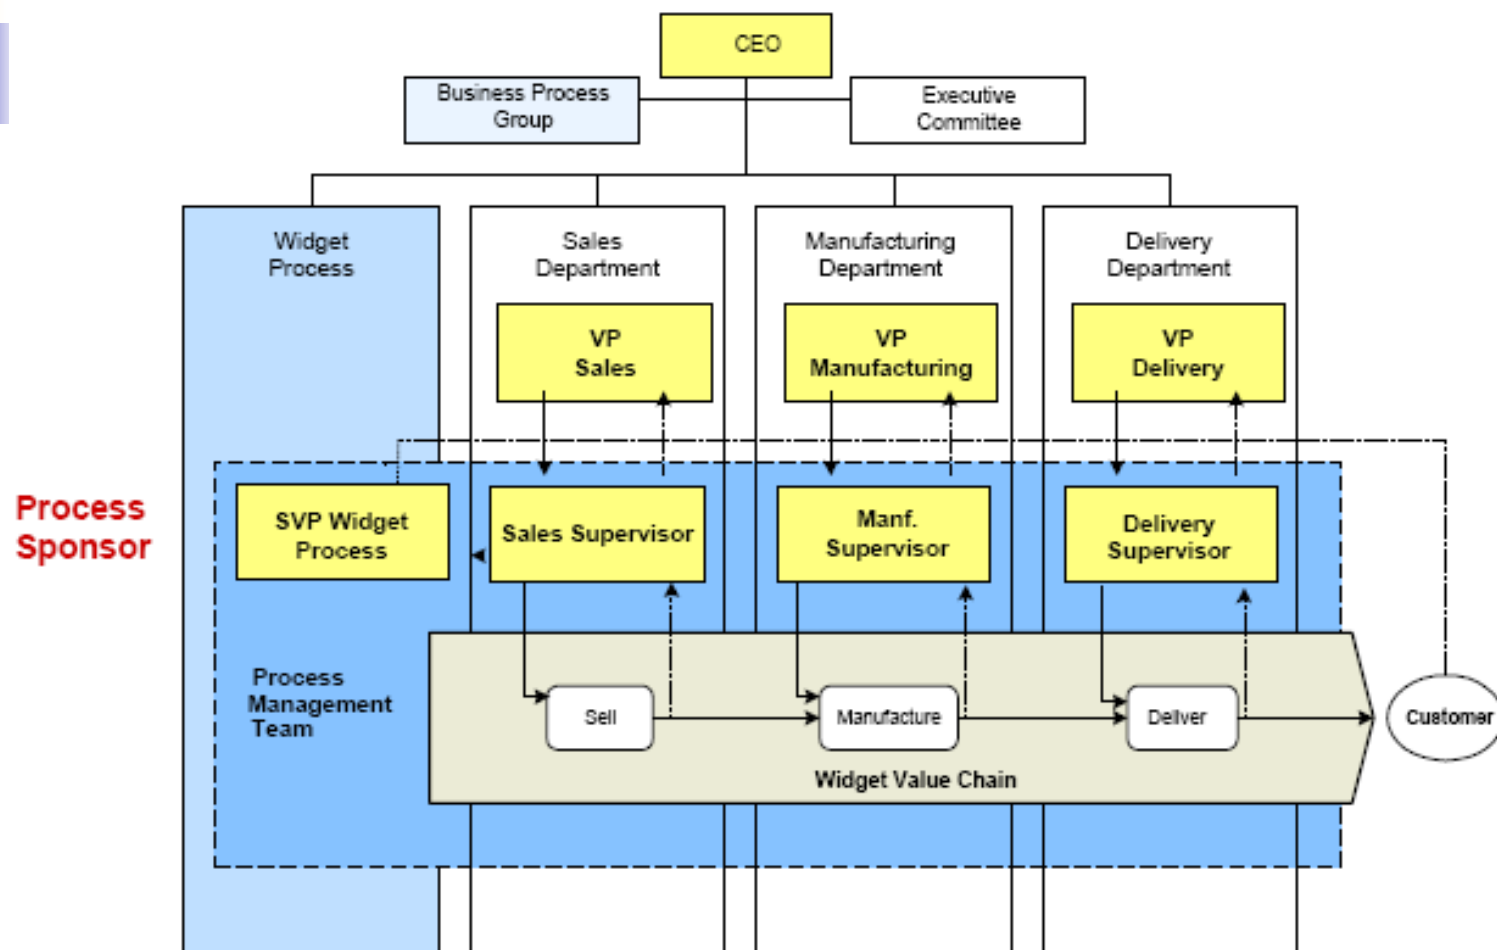 CEO
Business Process
Group
Executive
Committee
Widget
Process
Sales
Department
Manufacturing
Department
Delivery
Department
VP
Sales
VP
Manufacturing
VP
Delivery
Process
Sponsor
SVP Widget
Process
Sales Supervisor
Manf.
Supervisor
Delivery
Supervisor
Process
Management
Team
Sell
Manufacture
Deliver
Customer
Widget Value Chain